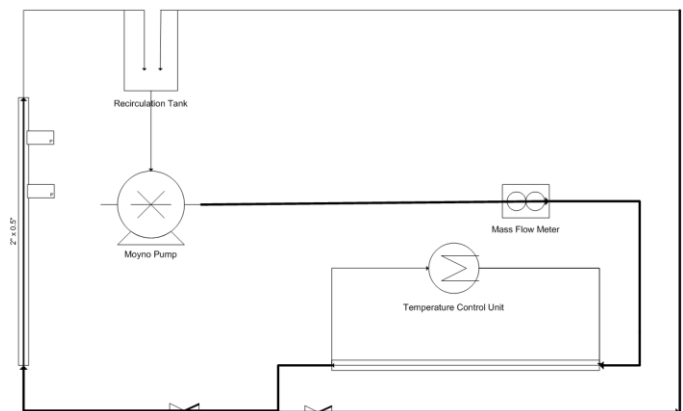 Recirculation Tank
P
P
2" x 0.5"
Moyno Pump
Mass Flow Meter
Temperature Control Unit